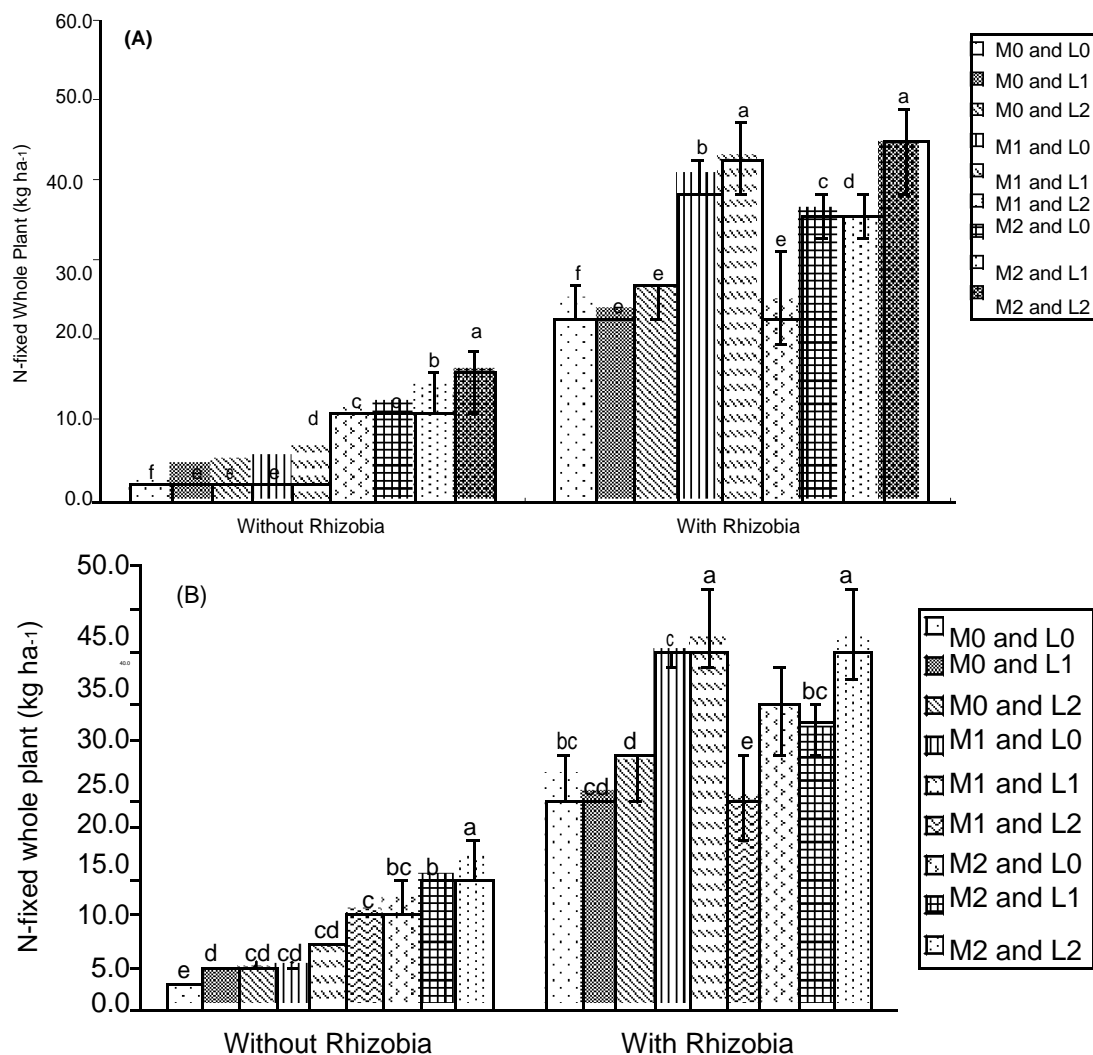 (A)
N-fixed Whole Plant (kg ha-1)
60.0
50.0
40.0
30.0
20.0
10.0
0.0
f e e e d c e b a
f e e b a e c d a
Without Rhizobia
With Rhizobia
M0 and L0
M0 and L1
M0 and L2
M1 and L0
M1 and L1
M1 and L2
M2 and L0
M2 and L1
M2 and L2
(B)
N-fixed whole plant (kg ha-1)
50.0
45.0
40.0
35.0
30.0
25.0
20.0
15.0
10.0
5.0
0.0
e d cd cd cd c bc b a
bc cd d c a e bc a
Without Rhizobia
With Rhizobia
M0 and L0
M0 and L1
M0 and L2
M1 and L0
M1 and L1
M1 and L2
M2 and L0
M2 and L1
M2 and L2